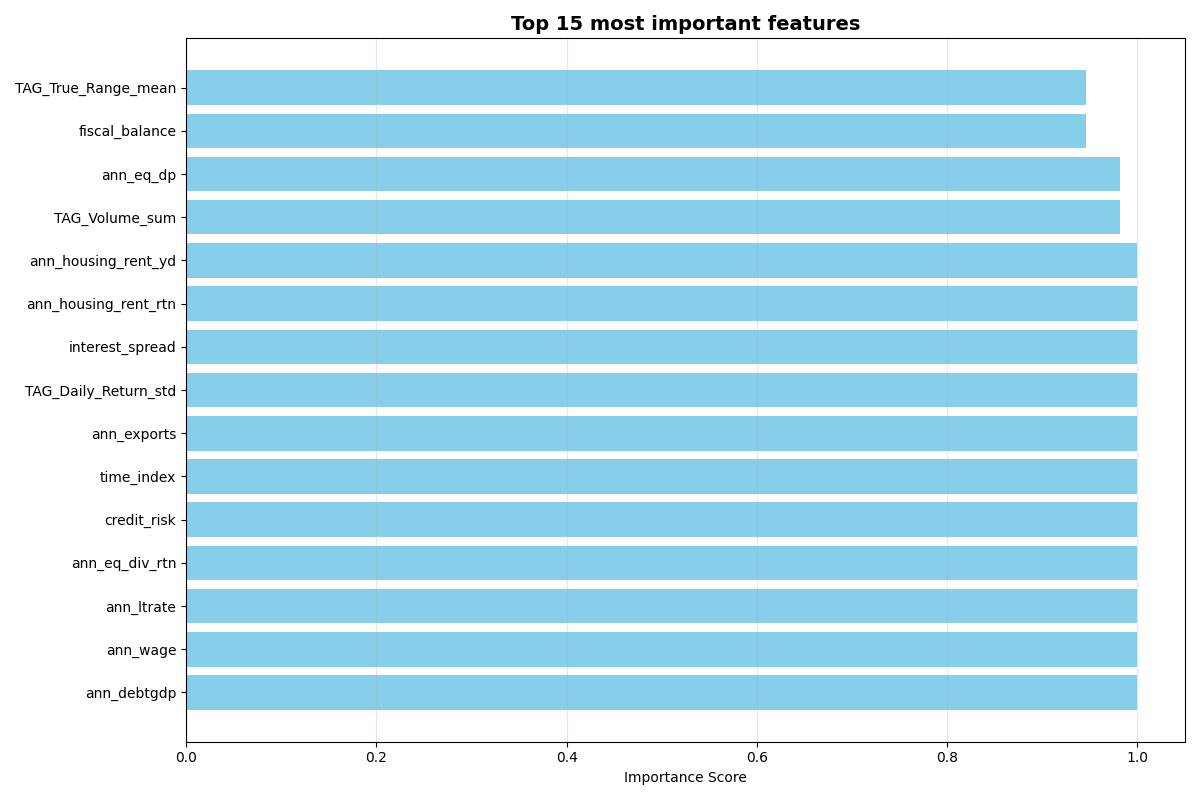 Top 15 most important features
TAG_True_Range_mean
fiscal_balance
ann_eq_dp
TAG_Volume_sum
ann_housing_rent_yd
ann_housing_rent_rtn
interest_spread
TAG_Daily_Return_std
ann_exports
time_index
credit_risk
ann_eq_div_rtn
ann_ltrate
ann_wage
ann_debtgdp
0.0 0.2 0.4 0.6 0.8 1.0
Importance Score